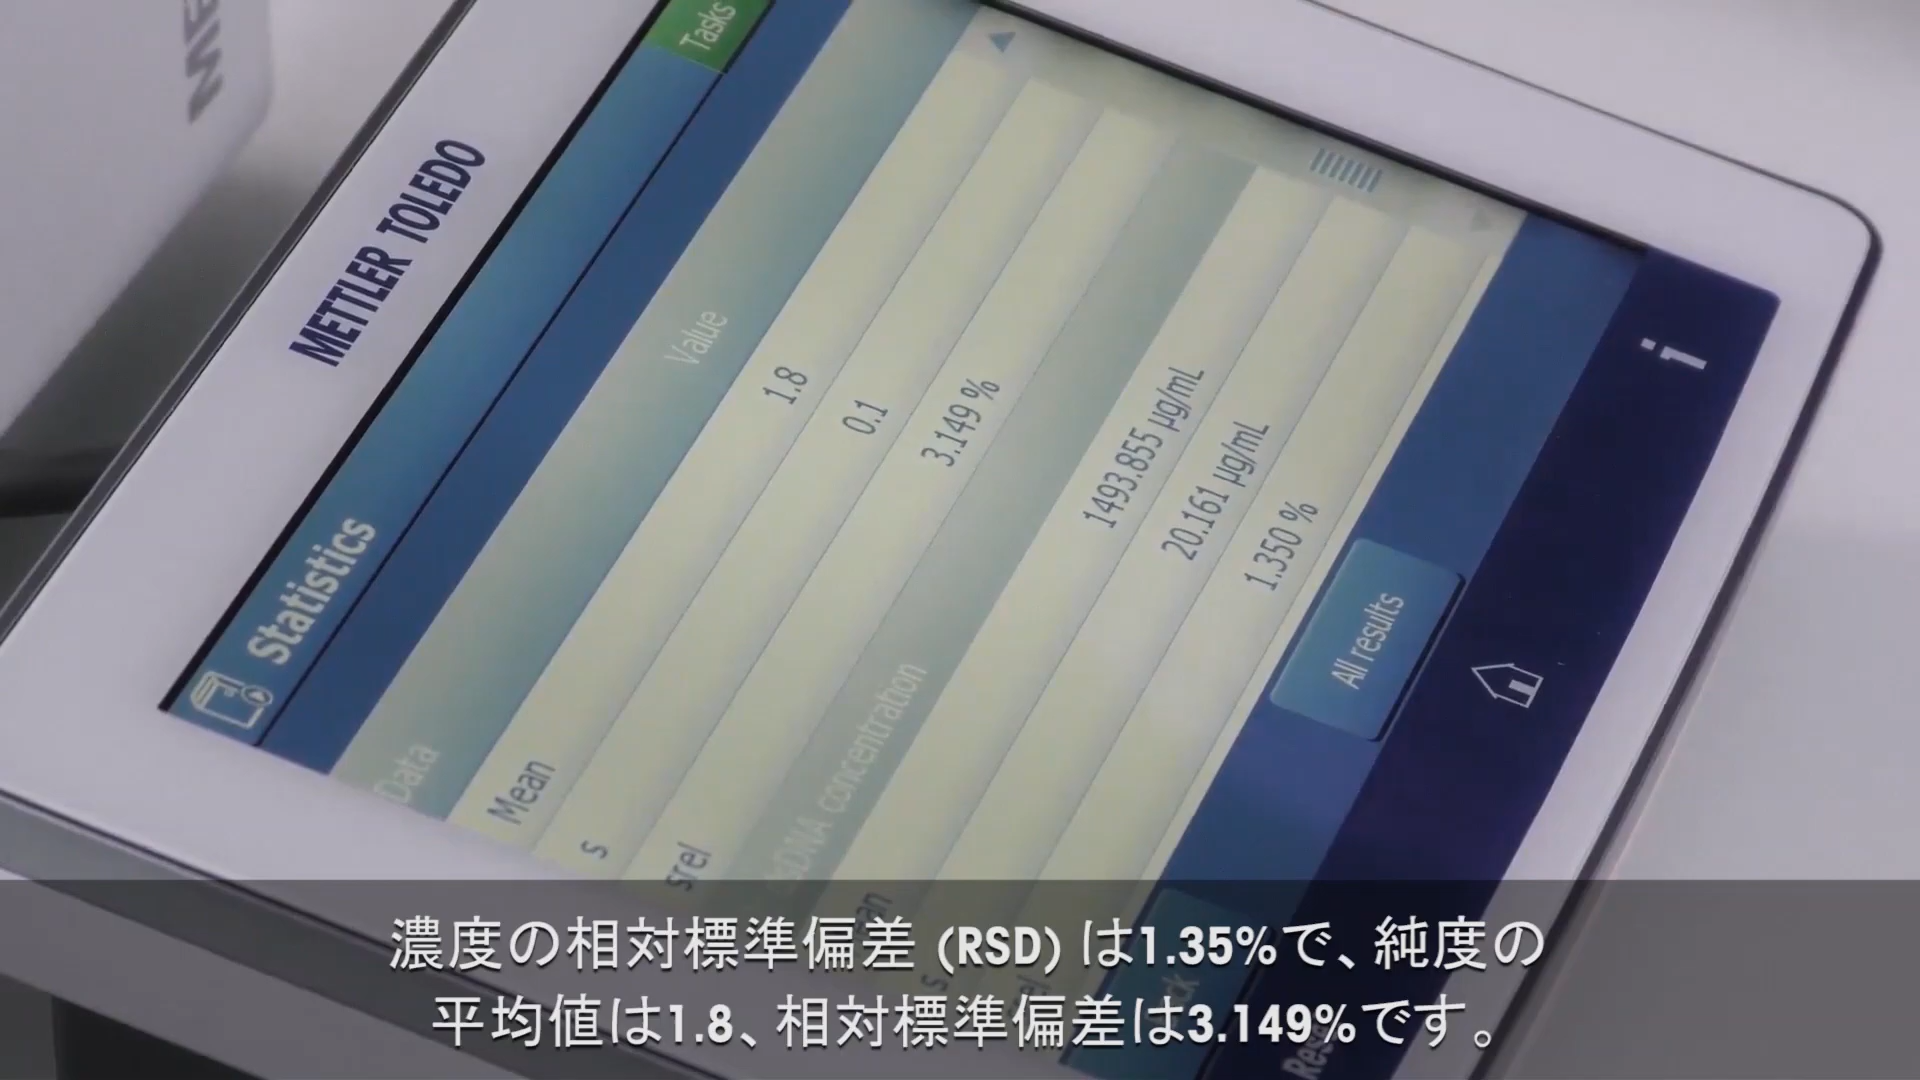 METTLER TOLEDO
Statistics
Tasks
Data Value
Mean 1.8
s 0.1
srel 3.149 %
dsDNA concentration
1493.855 µg/mL
s 20.161 µg/mL
1.350 %
All results
i
濃度の相対標準偏差 (RSD) は1.35%で、純度の
平均値は1.8、相対標準偏差は3.149%です。